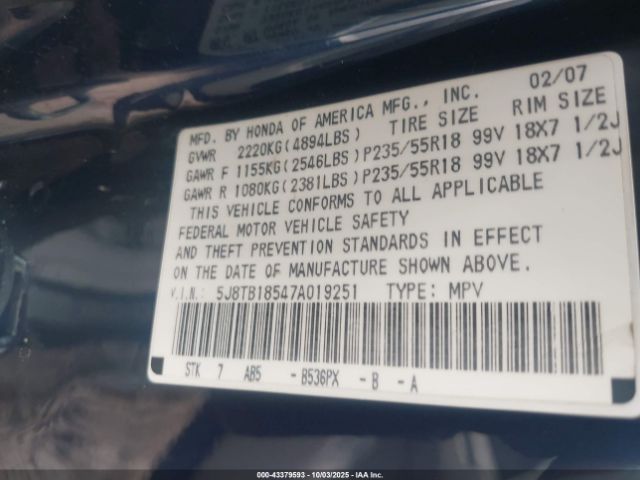 02/07
MFD. BY HONDA OF AMERICA MFG., INC.
GVWR 2220KG(4894LBS) TIRE SIZE RIM SIZE
GAWR F 1155KG(2546LBS)P235/55R18 99V 18X7 1/2J
GAWR R 1080KG(2381LBS)P235/55R18 99V 18X7 1/2J
THIS VEHICLE CONFORMS TO ALL APPLICABLE
FEDERAL MOTOR VEHICLE SAFETY
AND THEFT PREVENTION STANDARDS IN EFFECT
ON THE DATE OF MANUFACTURE SHOWN ABOVE.
V.I.N.: 5J8TB18547A019251 TYPE: MPV
STK 7 AB5 -B536PX -B -A
000-43379593 - 10/03/2025 - IAA Inc.